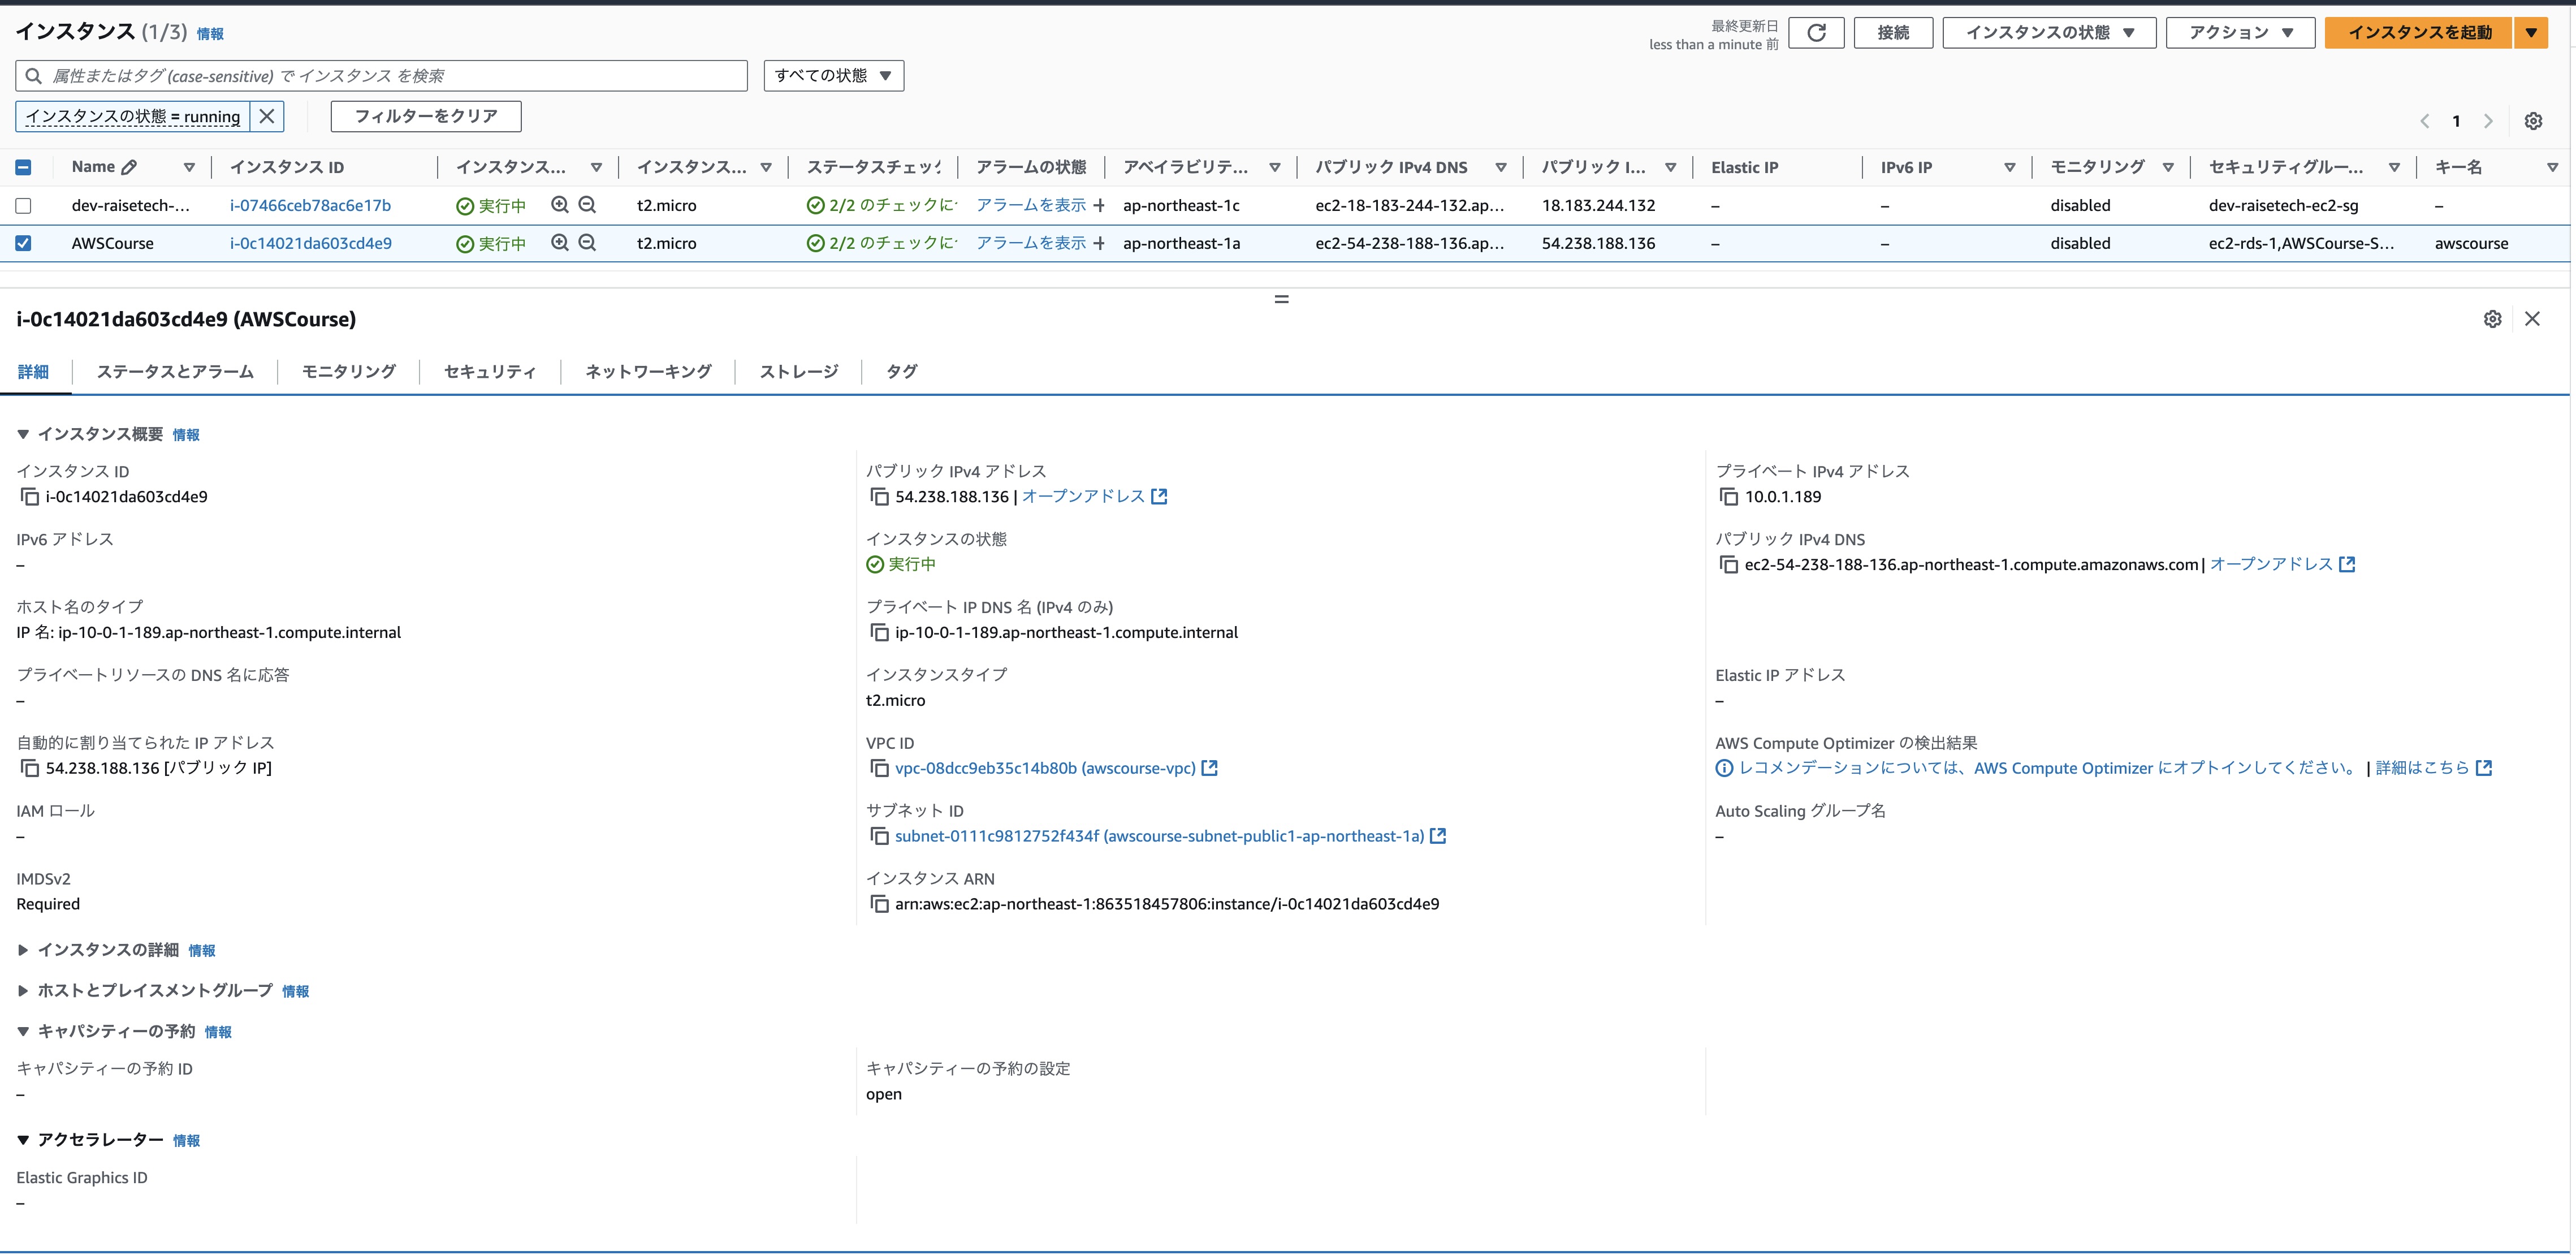 インスタンス (1/3) 情報
最終更新日
less than a minute 前
接続
インスタンスの状態
アクション
インスタンスを起動
属性またはタグ (case-sensitive) で インスタンス を検索
すべての状態
インスタンスの状態 = running
フィルターをクリア
1
Name インスタンス ID インスタンス... インスタンス... ステータスチェッ アラームの状態 アベイラビリテ... パブリック IPv4 DNS パブリック I... Elastic IP IPv6 IP モニタリング セキュリティグルー... キー名
dev-raisetech-... i-07466ceb78ac6e17b 実行中 t2.micro 2/2 のチェックに アラームを表示 + ap-northeast-1c ec2-18-183-244-132.ap... 18.183.244.132 – – disabled dev-raisetech-ec2-sg –
AWSCourse i-0c14021da603cd4e9 実行中 t2.micro 2/2 のチェックに アラームを表示 + ap-northeast-1a ec2-54-238-188-136.ap... 54.238.188.136 – – disabled ec2-rds-1,AWSCourse-S... awscourse
i-0c14021da603cd4e9 (AWSCourse)
詳細 ステータスとアラーム モニタリング セキュリティ ネットワーキング ストレージ タグ
インスタンス概要 情報
インスタンス ID
i-0c14021da603cd4e9
パブリック IPv4 アドレス
54.238.188.136 | オープンアドレス
プライベート IPv4 アドレス
10.0.1.189
IPv6 アドレス
–
インスタンスの状態
実行中
パブリック IPv4 DNS
ec2-54-238-188-136.ap-northeast-1.compute.amazonaws.com | オープンアドレス
ホスト名のタイプ
IP 名: ip-10-0-1-189.ap-northeast-1.compute.internal
プライベート IP DNS 名 (IPv4 のみ)
ip-10-0-1-189.ap-northeast-1.compute.internal
プライベートリソースの DNS 名に応答
–
インスタンスタイプ
t2.micro
Elastic IP アドレス
–
自動的に割り当てられた IP アドレス
54.238.188.136 [パブリック IP]
VPC ID
vpc-08dcc9eb35c14b80b (awscourse-vpc)
AWS Compute Optimizer の検出結果
レコメンデーションについては、AWS Compute Optimizer にオプトインしてください。 | 詳細はこちら
IAM ロール
–
サブネット ID
subnet-0111c9812752f434f (awscourse-subnet-public1-ap-northeast-1a)
Auto Scaling グループ名
–
IMDSv2
Required
インスタンス ARN
arn:aws:ec2:ap-northeast-1:863518457806:instance/i-0c14021da603cd4e9
インスタンスの詳細 情報
ホストとプレイスメントグループ 情報
キャパシティーの予約 情報
キャパシティーの予約 ID
–
キャパシティーの予約の設定
open
アクセラレーター 情報
Elastic Graphics ID
–